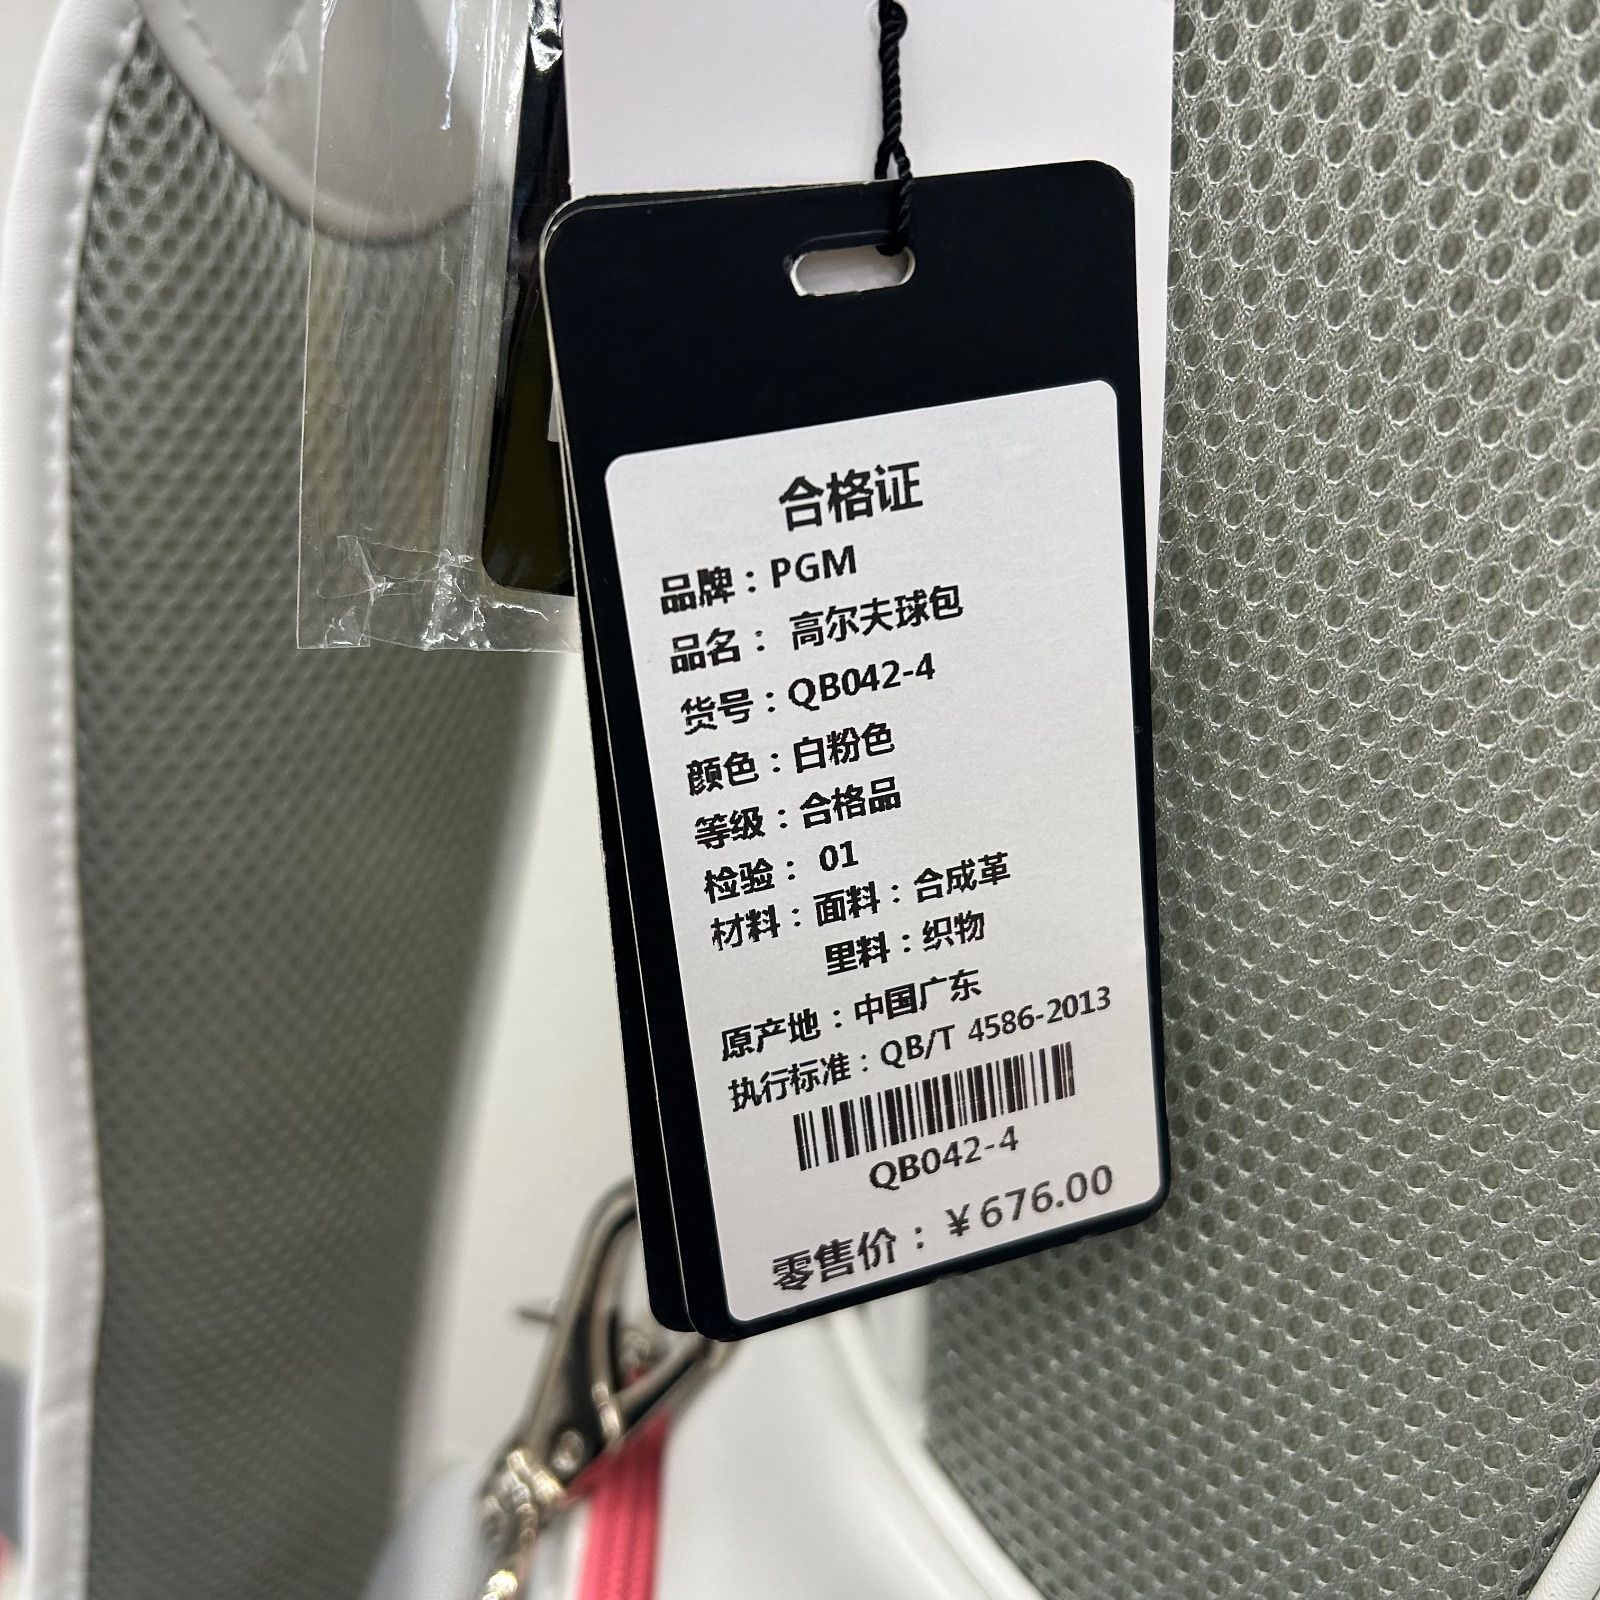 合格证
品牌：PGM
品名： 高尔夫球包
货号：QB042-4
颜色：白粉色
等级：合格品
检验： 01
材料：面料：合成革
里料：织物
原产地：中国广东
执行标准：QB/T 4586-2013
QB042-4
零售价：¥676.00